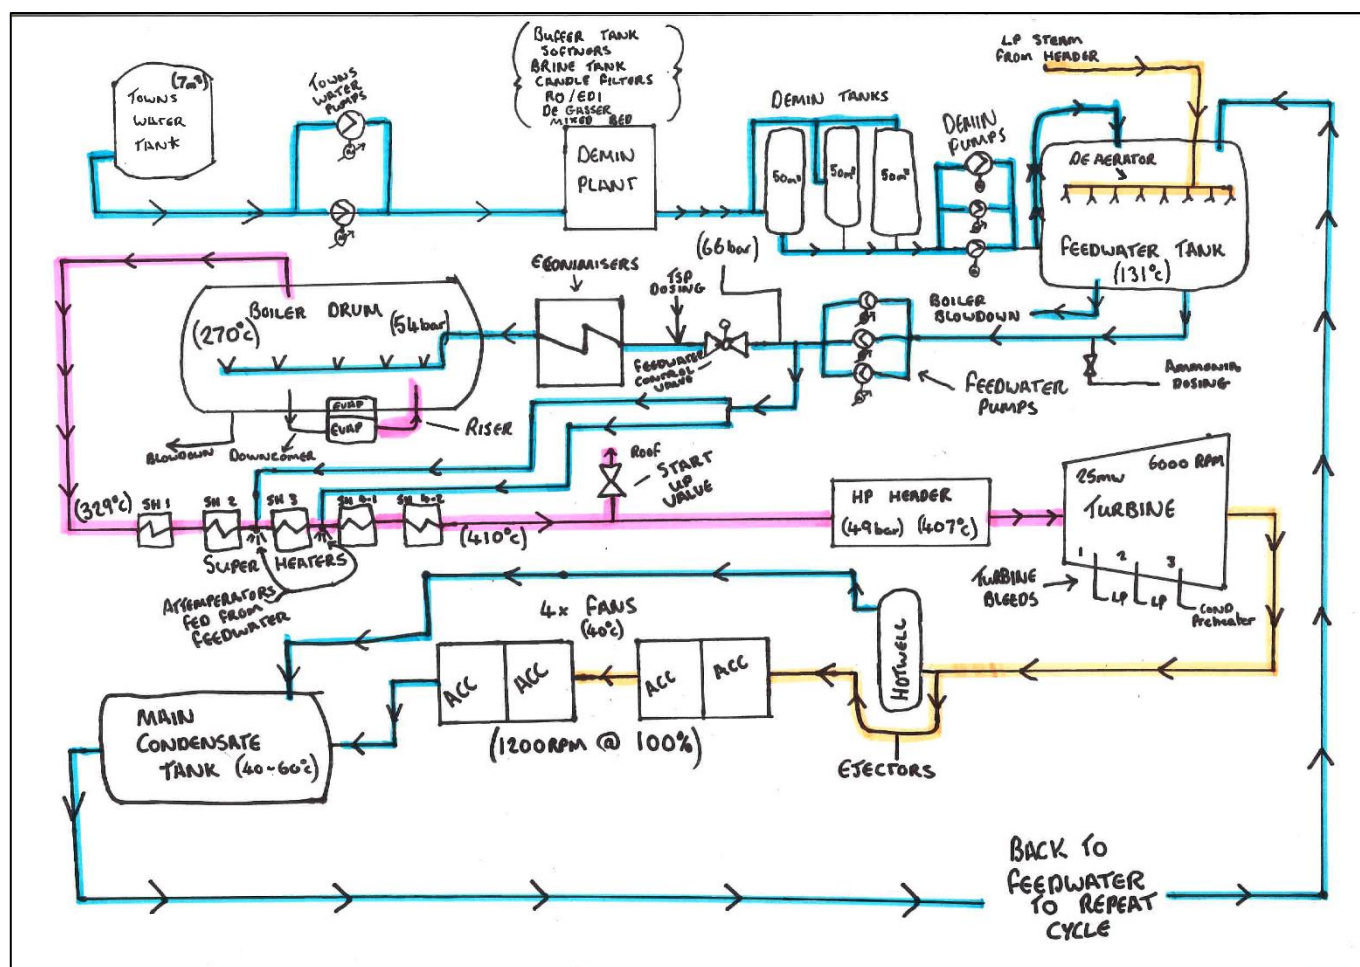 (7m³)
TOWNS
WATER
TANK
TOWNS
WATER
PUMPS
BUFFER TANK
SOFTNERS
BRINE TANK
CANDLE FILTERS
RO/EDI
DE GASSER
MIXED BED
DEMIN
PLANT
DEMIN TANKS
50m³
50m³
50m³
DEMIN
PUMPS
LP STEAM
FROM HEADER
DE AERATOR
FEEDWATER TANK
(131°c)
BOILER
BLOWDOWN
AMMONIA
DOSING
FEEDWATER
PUMPS
(66bar)
TSP
DOSING
FEEDWATER
CONTROL
VALVE
EGONIMISERS
BOILER DRUM
(270°c)
(54bar)
EVAP
EVAP
RISER
BLOWDOWN
DOWNCOMER
(329°c)
SH 1
SH 2
SH 3
SH 4-1
SH 4-2
(410°c)
SUPER HEATERS
ATTEMPERATORS
FED FROM
FEEDWATER
ROOF
START
UP
VALVE
HP HEADER
(49bar) (407°c)
6000 RPM
25mw
TURBINE
1
2
3
TURBINE
BLEEDS
LP
LP
COND
PREHEATER
4x FANS
(40°c)
ACC
ACC
ACC
ACC
(1200RPM @ 100%)
HOTWELL
EJECTORS
MAIN
CONDENSATE
TANK (40-60°c)
BACK TO
FEEDWATER
TO REPEAT
CYCLE